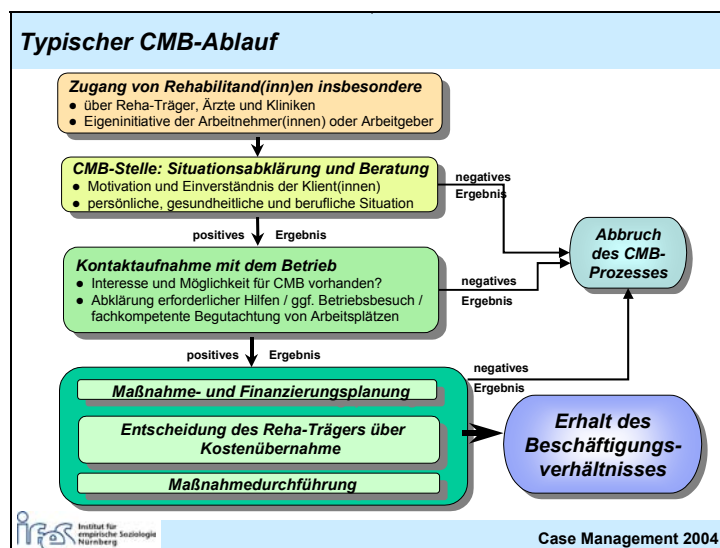 Typischer CMB-Ablauf
Zugang von Rehabilitand(inn)en insbesondere
● über Reha-Träger, Ärzte und Kliniken
● Eigeninitiative der Arbeitnehmer(innen) oder Arbeitgeber
CMB-Stelle: Situationsabklärung und Beratung
● Motivation und Einverständnis der Klient(innen)
● persönliche, gesundheitliche und berufliche Situation
negatives
Ergebnis
positives Ergebnis
Abbruch
des CMB-
Prozesses
Kontaktaufnahme mit dem Betrieb
● Interesse und Möglichkeit für CMB vorhanden?
● Abklärung erforderlicher Hilfen / ggf. Betriebsbesuch /
fachkompetente Begutachtung von Arbeitsplätzen
negatives
Ergebnis
positives Ergebnis
negatives
Ergebnis
Maßnahme- und Finanzierungsplanung
Entscheidung des Reha-Trägers über
Kostenübernahme
Maßnahmedurchführung
Erhalt des
Beschäftigungs-
verhältnisses
ifes Institut für
empirische Soziologie
Nürnberg
Case Management 2004